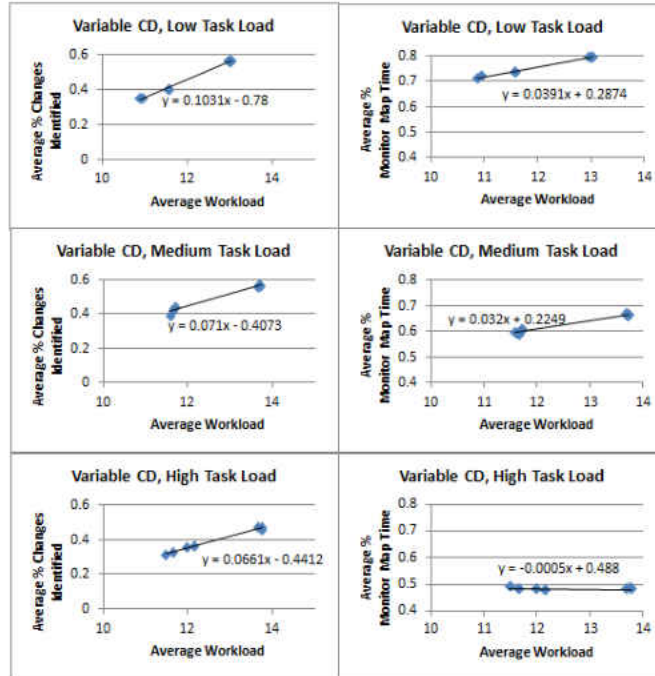 Variable CD, Low Task Load
Average % Changes
Identified
0.6
0.4
0.2
0
y = 0.1031x - 0.78
10
12
14
Average Workload
Variable CD, Low Task Load
Average %
Monitor Map Time
0.8
0.7
0.6
0.5
0.4
y = 0.0391x + 0.2874
10
11
12
13
14
Average Workload
Variable CD, Medium Task Load
Average % Changes
Identified
0.6
0.4
0.2
0
y = 0.071x - 0.4073
10
12
14
Average Workload
Variable CD, Medium Task Load
Average %
Monitor Map Time
0.8
0.7
0.6
0.5
0.4
y = 0.032x + 0.2249
10
11
12
13
14
Average Workload
Variable CD, High Task Load
Average % Changes
Identified
0.6
0.4
0.2
0
y = 0.0661x - 0.4412
10
12
14
Average Workload
Variable CD, High Task Load
Average %
Monitor Map Time
0.8
0.7
0.6
0.5
0.4
y = -0.0005x + 0.488
10
11
12
13
14
Average Workload